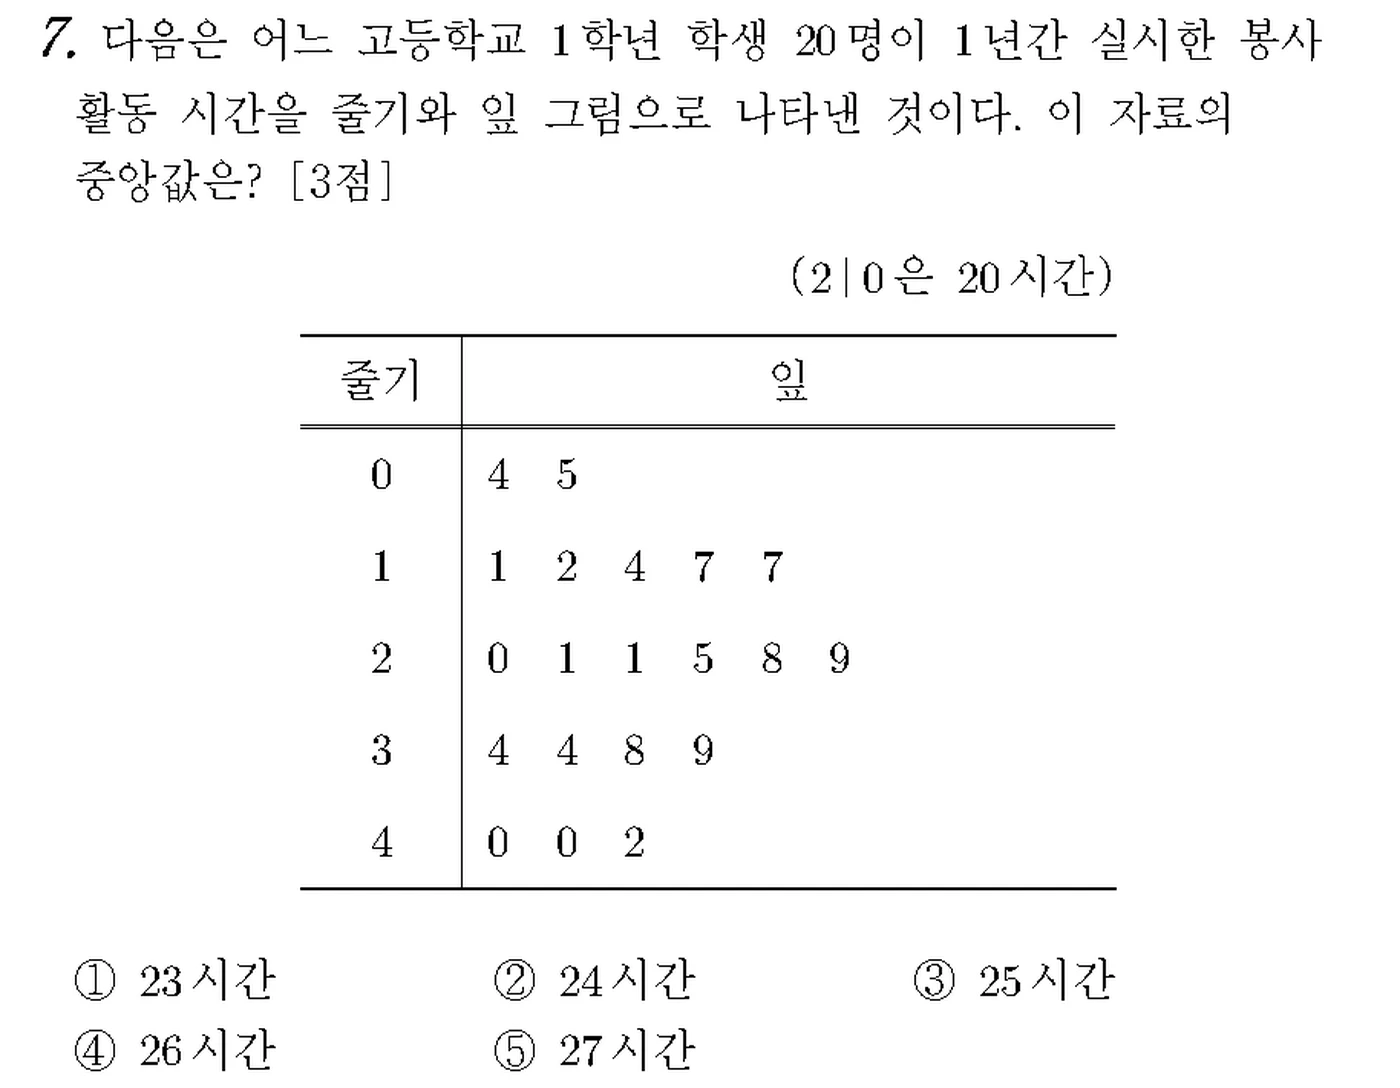 7. 다음은 어느 고등학교 1학년 학생 20명이 1년간 실시한 봉사
활동 시간을 줄기와 잎 그림으로 나타낸 것이다. 이 자료의
중앙값은? [3점]
(2|0은 20시간)
줄기 잎
0 4 5
1 1 2 4 7 7
2 0 1 1 5 8 9
3 4 4 8 9
4 0 0 2
① 23시간 ② 24시간 ③ 25시간
④ 26시간 ⑤ 27시간